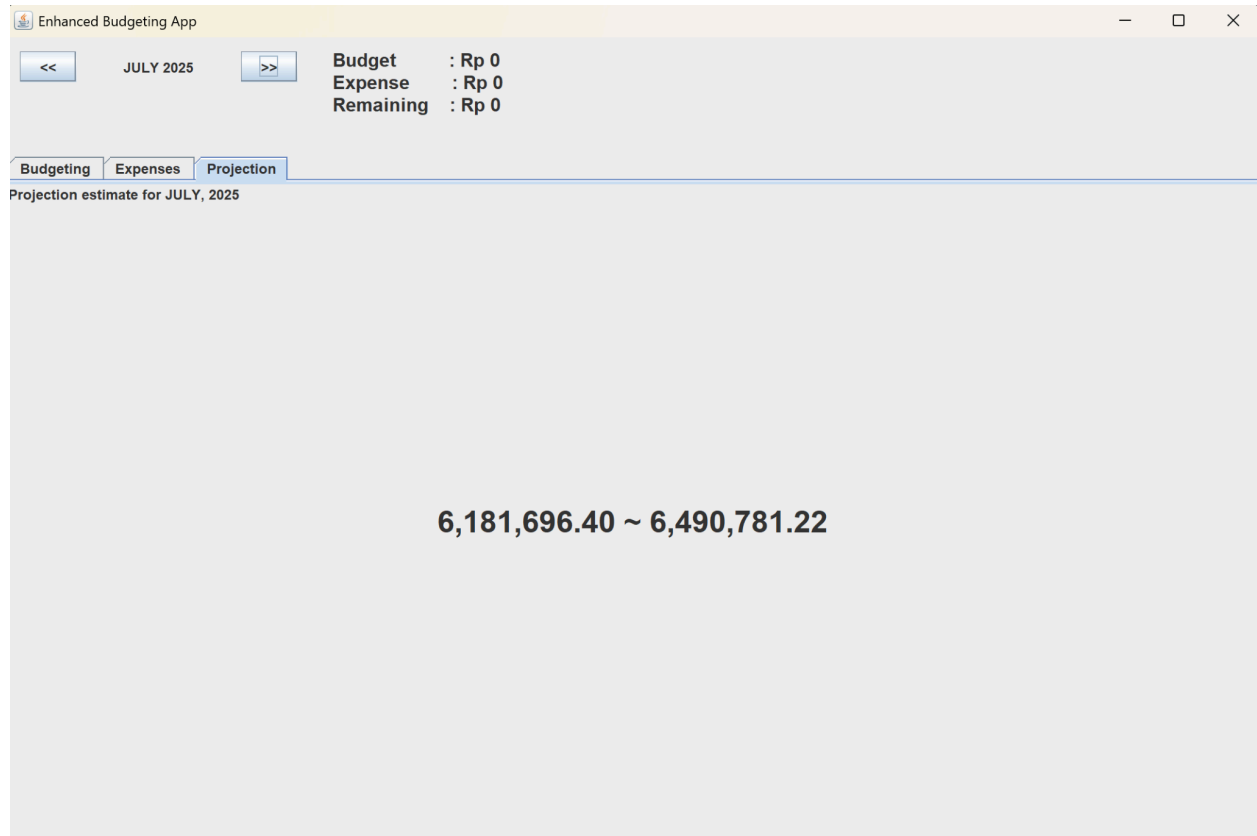 Enhanced Budgeting App
<< JULY 2025 >>
Budget : Rp 0
Expense : Rp 0
Remaining : Rp 0
Budgeting Expenses Projection
Projection estimate for JULY, 2025
6,181,696.40 ~ 6,490,781.22